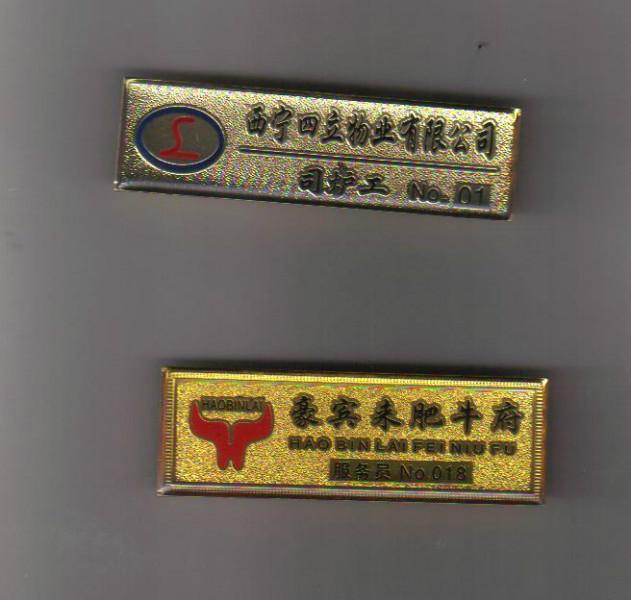 西宁四立物业有限公司
司炉工 No. 01
HAOBINLAI
豪宾来肥牛府
HAO BIN LAI FEI NIU FU
服务员 No.018